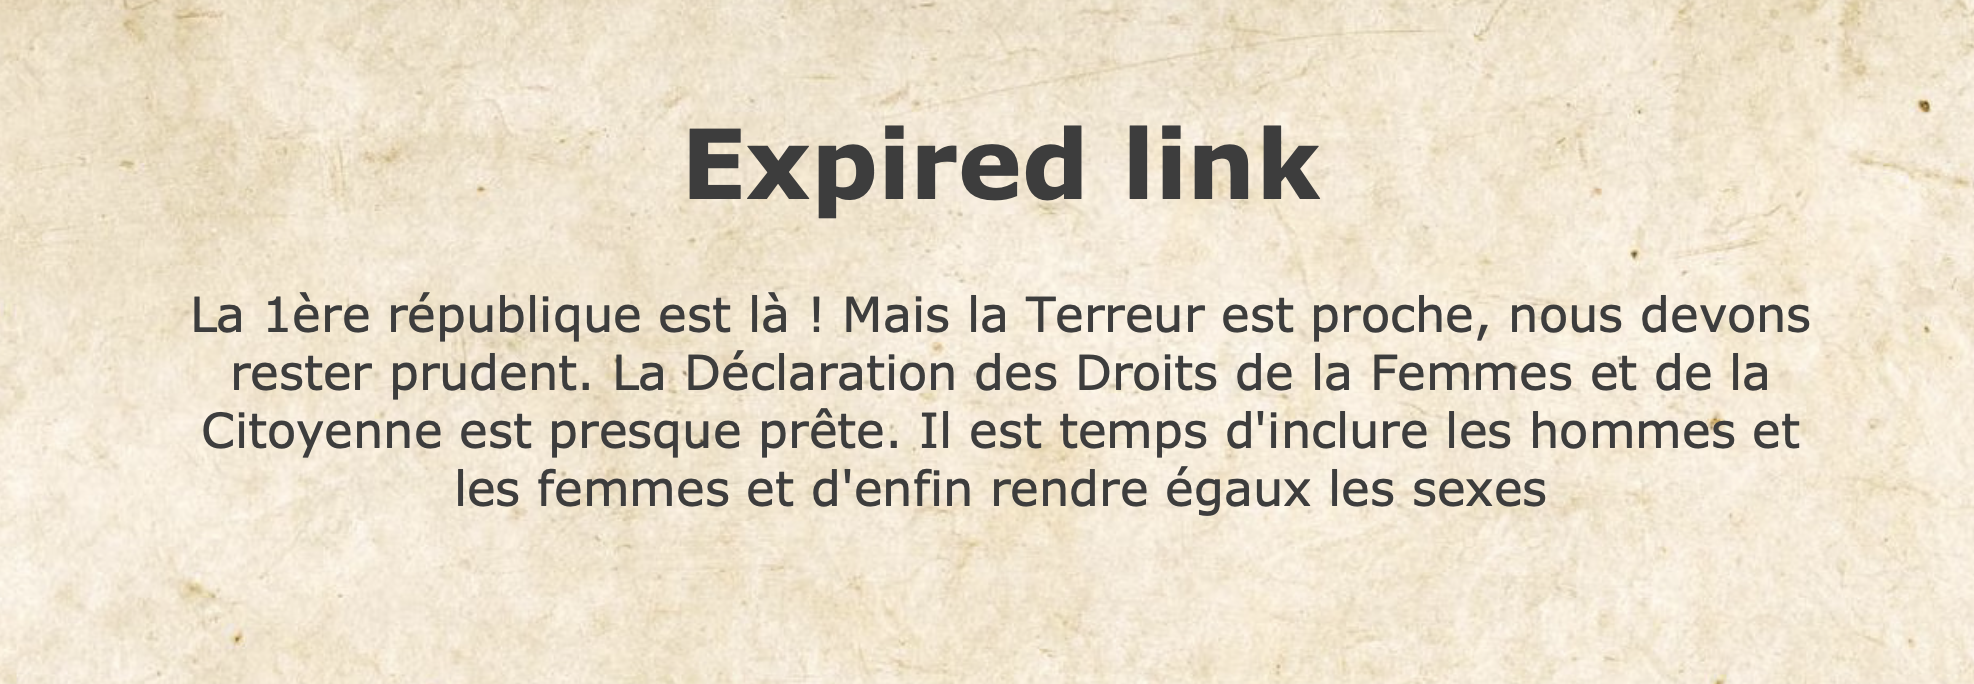 Expired link
La 1ère république est là ! Mais la Terreur est proche, nous devons
rester prudent. La Déclaration des Droits de la Femmes et de la
Citoyenne est presque prête. Il est temps d'inclure les hommes et
les femmes et d'enfin rendre égaux les sexes